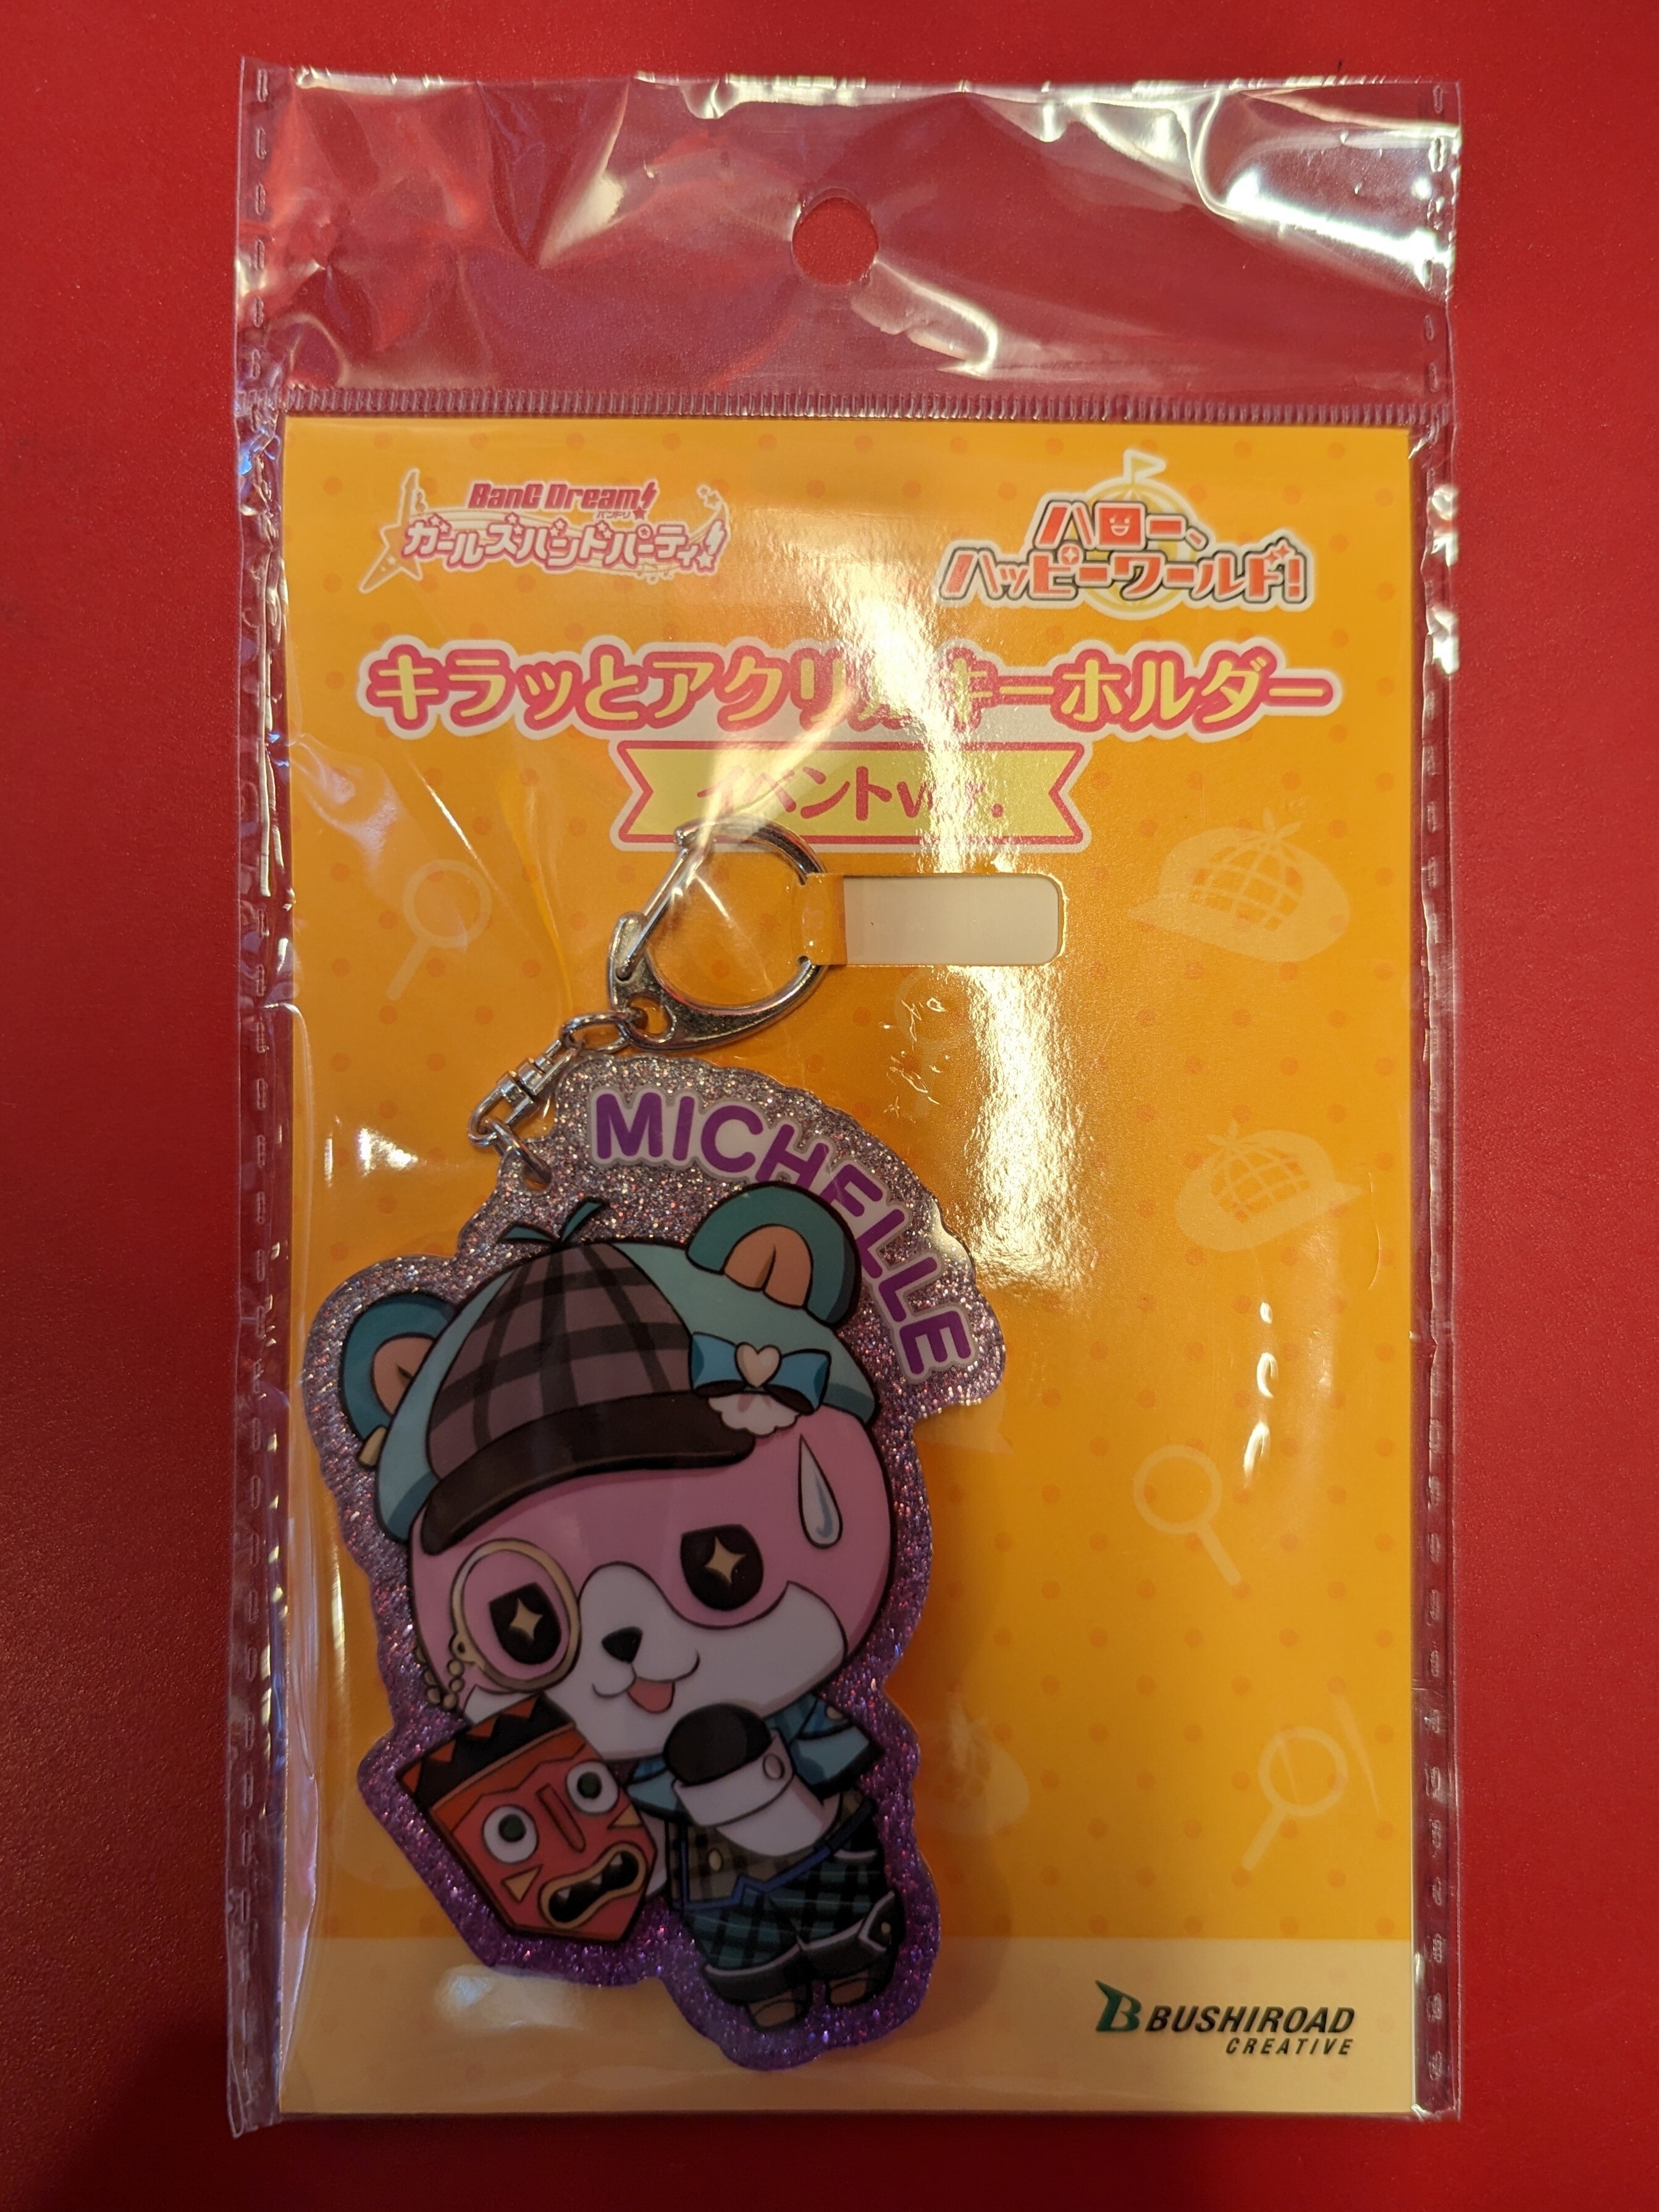 BanG Dream!
バンドリ!
ガールズバンドパーティ!
ハロー、
ハッピーワールド!
キラッとアクリルキーホルダー
イベントver.
MICHELLE
BUSHIROAD
CREATIVE